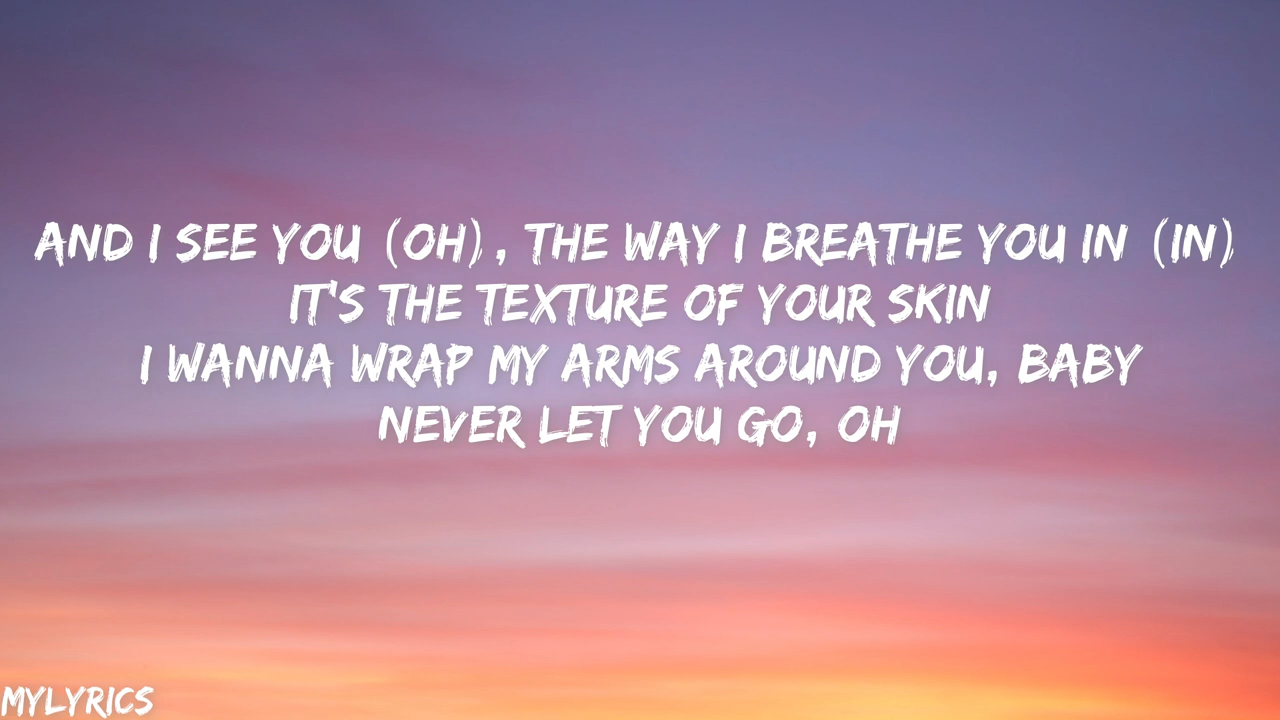 AND I SEE YOU (OH), THE WAY I BREATHE YOU IN (IN)
IT'S THE TEXTURE OF YOUR SKIN
I WANNA WRAP MY ARMS AROUND YOU, BABY
NEVER LET YOU GO, OH
MYLYRICS